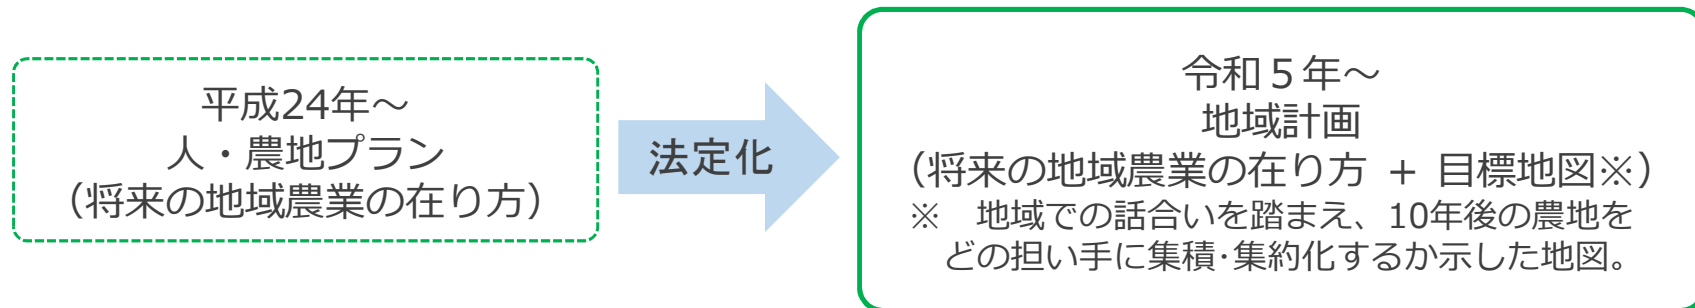 平成24年～
人・農地プラン
（将来の地域農業の在り方）
法定化
令和５年～
地域計画
（将来の地域農業の在り方 ＋ 目標地図※）
※　地域での話合いを踏まえ、10年後の農地を
どの担い手に集積･集約化するか示した地図。